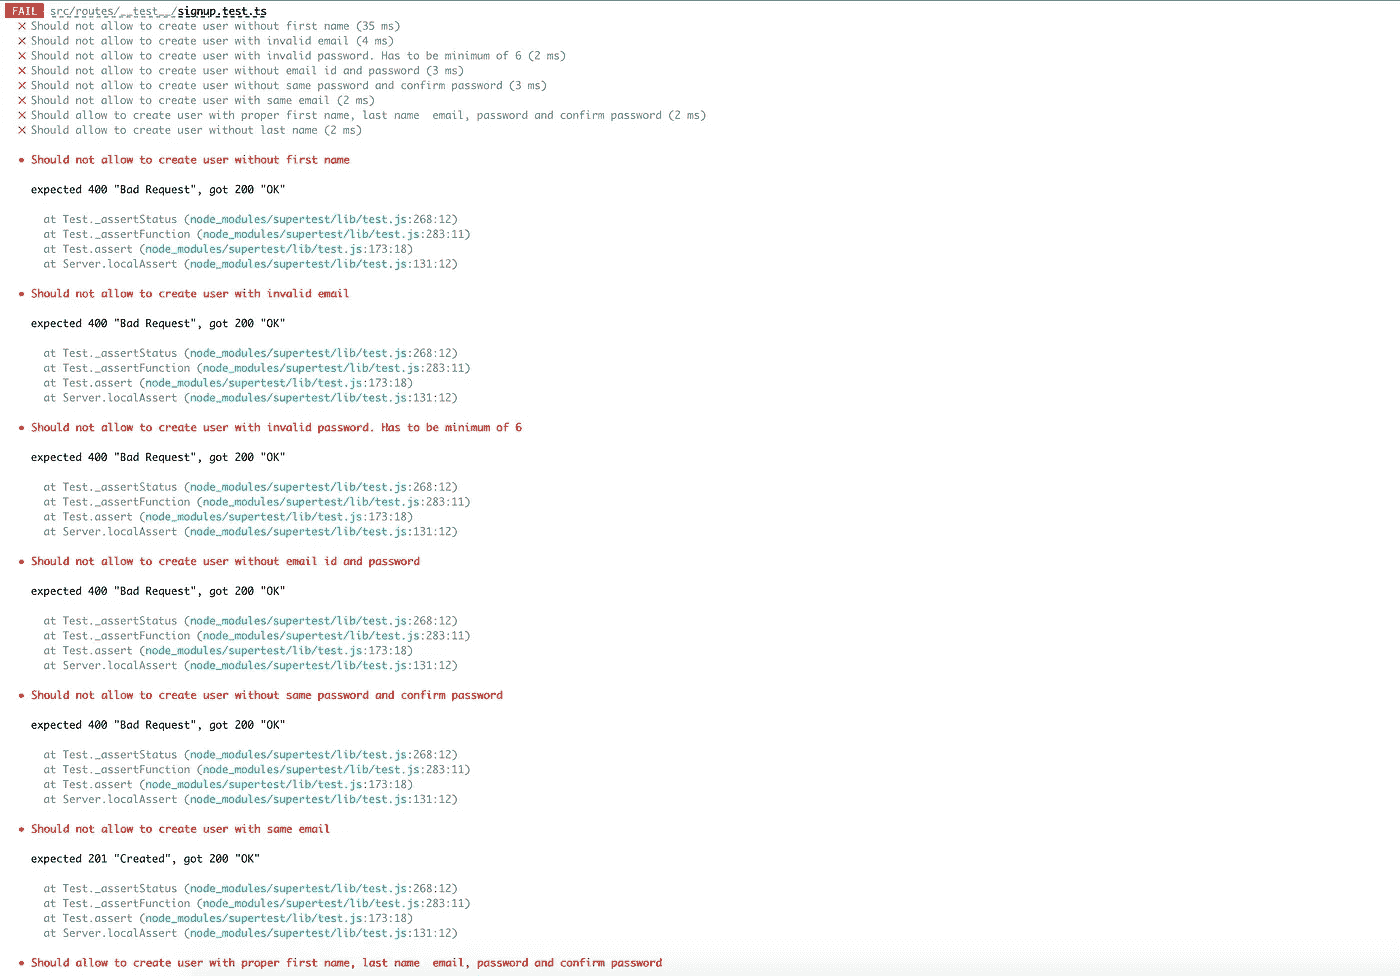 FAIL src/routes/__test__/signup.test.ts
✕ Should not allow to create user without first name (35 ms)
✕ Should not allow to create user with invalid email (4 ms)
✕ Should not allow to create user with invalid password. Has to be minimum of 6 (2 ms)
✕ Should not allow to create user without email id and password (3 ms)
✕ Should not allow to create user without same password and confirm password (3 ms)
✕ Should not allow to create user with same email (2 ms)
✕ Should allow to create user with proper first name, last name  email, password and confirm password (2 ms)
✕ Should allow to create user without last name (2 ms)
● Should not allow to create user without first name
expected 400 "Bad Request", got 200 "OK"
at Test._assertStatus (node_modules/supertest/lib/test.js:268:12)
at Test._assertFunction (node_modules/supertest/lib/test.js:283:11)
at Test.assert (node_modules/supertest/lib/test.js:173:18)
at Server.localAssert (node_modules/supertest/lib/test.js:131:12)
● Should not allow to create user with invalid email
expected 400 "Bad Request", got 200 "OK"
at Test._assertStatus (node_modules/supertest/lib/test.js:268:12)
at Test._assertFunction (node_modules/supertest/lib/test.js:283:11)
at Test.assert (node_modules/supertest/lib/test.js:173:18)
at Server.localAssert (node_modules/supertest/lib/test.js:131:12)
● Should not allow to create user with invalid password. Has to be minimum of 6
expected 400 "Bad Request", got 200 "OK"
at Test._assertStatus (node_modules/supertest/lib/test.js:268:12)
at Test._assertFunction (node_modules/supertest/lib/test.js:283:11)
at Test.assert (node_modules/supertest/lib/test.js:173:18)
at Server.localAssert (node_modules/supertest/lib/test.js:131:12)
● Should not allow to create user without email id and password
expected 400 "Bad Request", got 200 "OK"
at Test._assertStatus (node_modules/supertest/lib/test.js:268:12)
at Test._assertFunction (node_modules/supertest/lib/test.js:283:11)
at Test.assert (node_modules/supertest/lib/test.js:173:18)
at Server.localAssert (node_modules/supertest/lib/test.js:131:12)
● Should not allow to create user without same password and confirm password
expected 400 "Bad Request", got 200 "OK"
at Test._assertStatus (node_modules/supertest/lib/test.js:268:12)
at Test._assertFunction (node_modules/supertest/lib/test.js:283:11)
at Test.assert (node_modules/supertest/lib/test.js:173:18)
at Server.localAssert (node_modules/supertest/lib/test.js:131:12)
● Should not allow to create user with same email
expected 201 "Created", got 200 "OK"
at Test._assertStatus (node_modules/supertest/lib/test.js:268:12)
at Test._assertFunction (node_modules/supertest/lib/test.js:283:11)
at Test.assert (node_modules/supertest/lib/test.js:173:18)
at Server.localAssert (node_modules/supertest/lib/test.js:131:12)
● Should allow to create user with proper first name, last name  email, password and confirm password